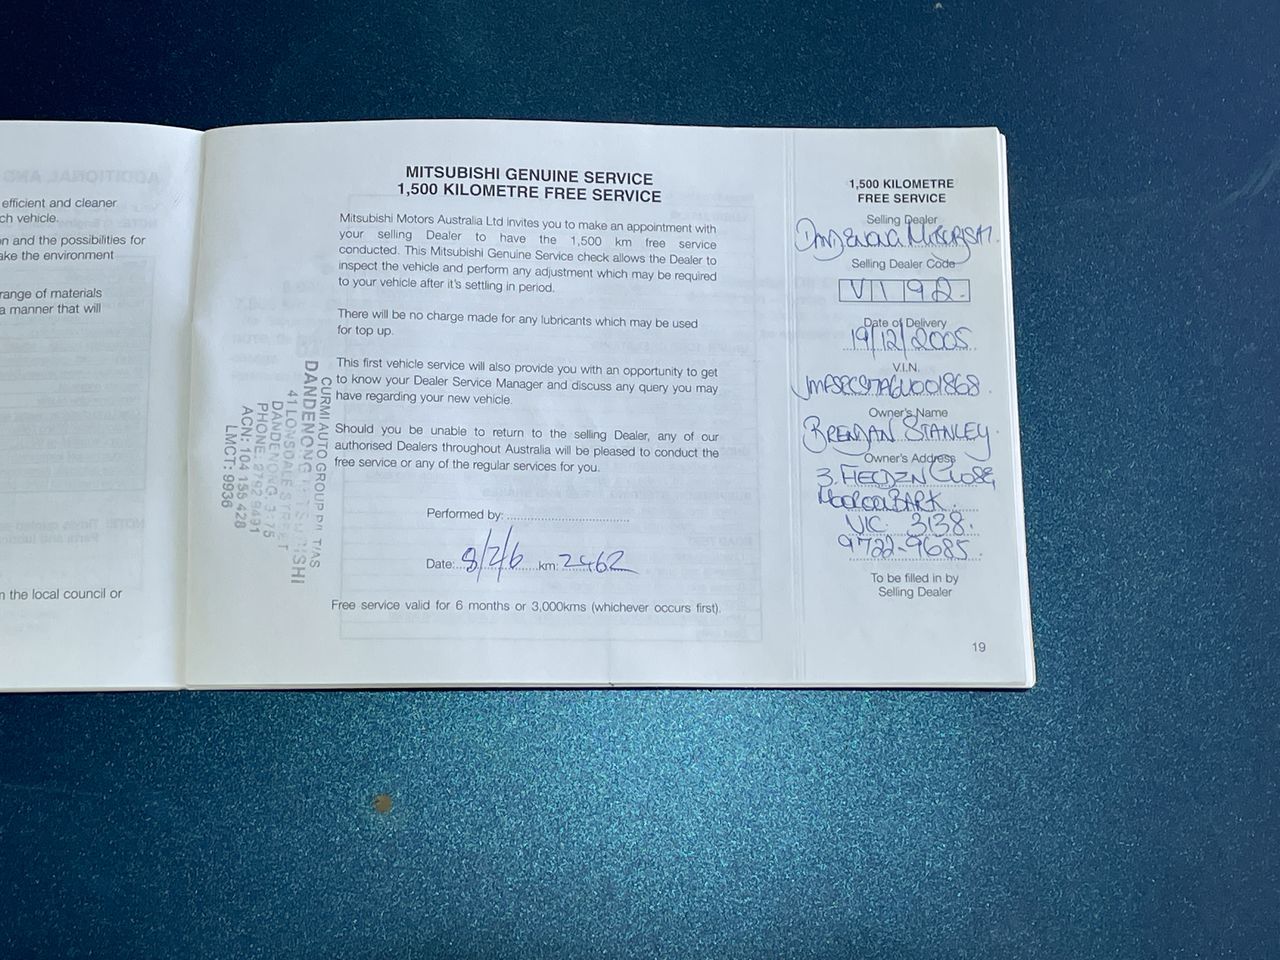 efficient and cleaner
ch vehicle.
n and the possibilities for
ake the environment
range of materials
a manner that will
n the local council or
MITSUBISHI GENUINE SERVICE
1,500 KILOMETRE FREE SERVICE
Mitsubishi Motors Australia Ltd invites you to make an appointment with
your selling Dealer to have the 1,500 km free service
conducted. This Mitsubishi Genuine Service check allows the Dealer to
inspect the vehicle and perform any adjustment which may be required
to your vehicle after it's settling in period.
There will be no charge made for any lubricants which may be used
for top up.
This first vehicle service will also provide you with an opportunity to get
to know your Dealer Service Manager and discuss any query you may
have regarding your new vehicle.
Should you be unable to return to the selling Dealer, any of our
authorised Dealers throughout Australia will be pleased to conduct the
free service or any of the regular services for you.
Performed by:
Date: 8/2/6 km: 2462
Free service valid for 6 months or 3,000kms (whichever occurs first).
CURMI AUTO GROUP P/L T/AS
DANDENONG MITSUBISHI
41 LONSDALE STREET
DANDENONG 3175
PHONE: 9792 9491
ACN: 104 155 428
LMCT: 9936
1,500 KILOMETRE
FREE SERVICE
Selling Dealer
DANDENONG MITSUBISHI.
Selling Dealer Code
V1192.
Date of Delivery
19/12/2005
V.I.N.
Owner's Name
BRENDAN STANLEY
Owner's Address
3. CLOSE,
MOOROOLBARK.
VIC. 3138.
9722-9685.
To be filled in by
Selling Dealer
19